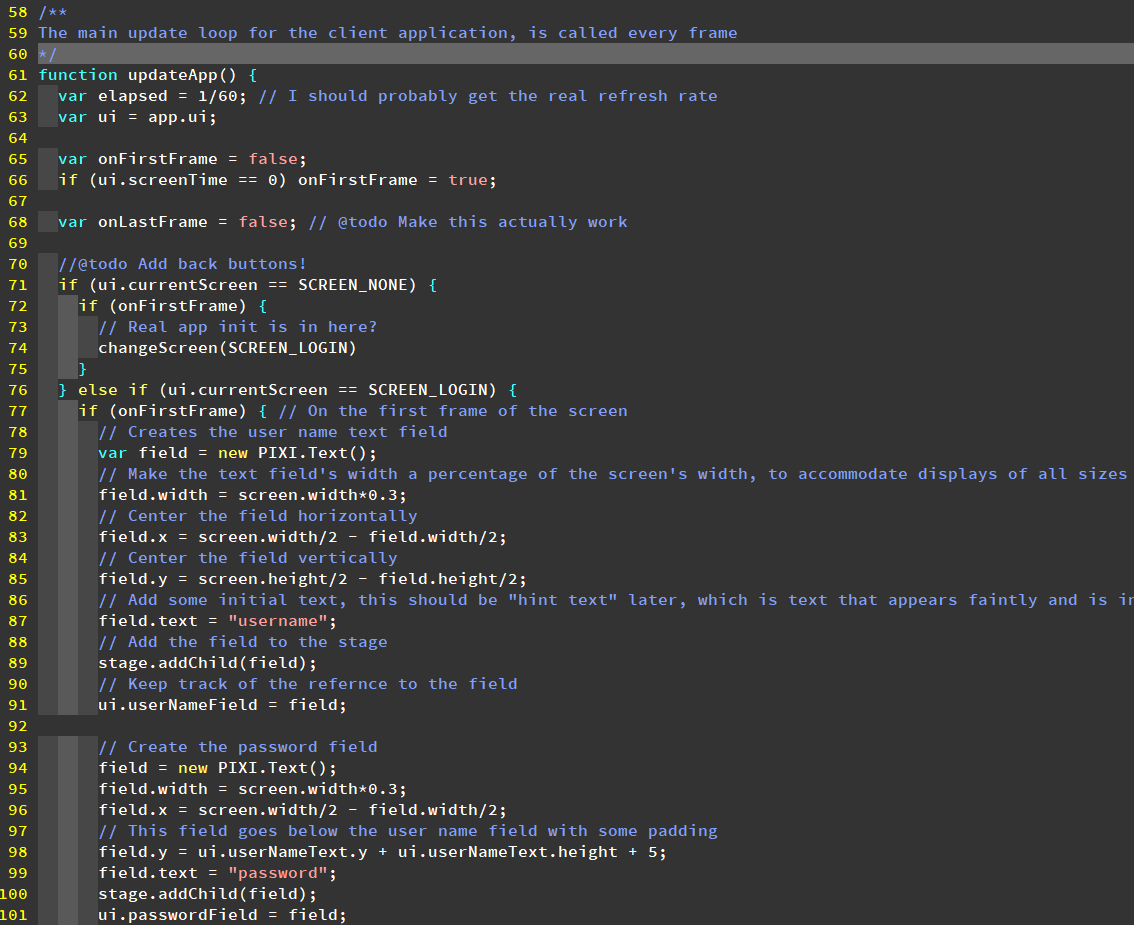 58 /**
59 The main update loop for the client application, is called every frame
60 */
61 function updateApp() {
62   var elapsed = 1/60; // I should probably get the real refresh rate
63   var ui = app.ui;
64
65   var onFirstFrame = false;
66   if (ui.screenTime == 0) onFirstFrame = true;
67
68   var onLastFrame = false; // @todo Make this actually work
69
70   //@todo Add back buttons!
71   if (ui.currentScreen == SCREEN_NONE) {
72     if (onFirstFrame) {
73       // Real app init is in here?
74       changeScreen(SCREEN_LOGIN)
75     }
76   } else if (ui.currentScreen == SCREEN_LOGIN) {
77     if (onFirstFrame) { // On the first frame of the screen
78       // Creates the user name text field
79       var field = new PIXI.Text();
80       // Make the text field's width a percentage of the screen's width, to accommodate displays of all sizes
81       field.width = screen.width*0.3;
82       // Center the field horizontally
83       field.x = screen.width/2 - field.width/2;
84       // Center the field vertically
85       field.y = screen.height/2 - field.height/2;
86       // Add some initial text, this should be "hint text" later, which is text that appears faintly and is
87       field.text = "username";
88       // Add the field to the stage
89       stage.addChild(field);
90       // Keep track of the refernce to the field
91       ui.userNameField = field;
92
93       // Create the password field
94       field = new PIXI.Text();
95       field.width = screen.width*0.3;
96       field.x = screen.width/2 - field.width/2;
97       // This field goes below the user name field with some padding
98       field.y = ui.userNameText.y + ui.userNameText.height + 5;
99       field.text = "password";
100       stage.addChild(field);
101       ui.passwordField = field;